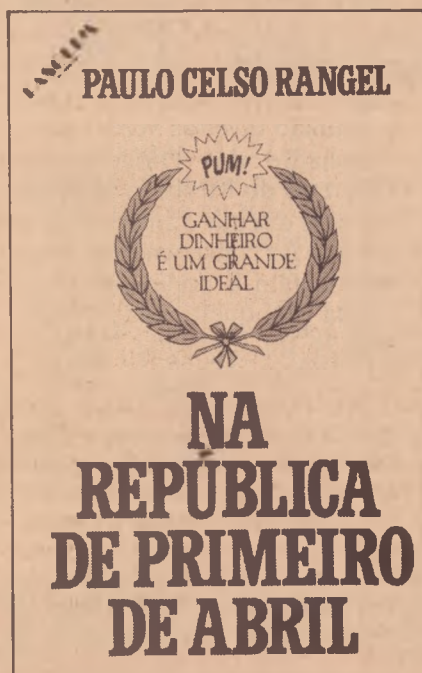 PAULO CELSO RANGEL
PUM!
GANHAR
DINHEIRO
É UM GRANDE
IDEAL
NA
REPÚBLICA
DE PRIMEIRO
DE ABRIL